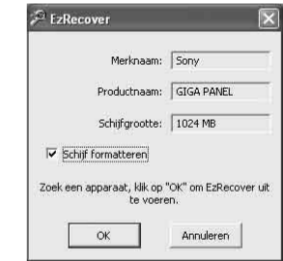 EzRecover
Merknaam: Sony
Productnaam: GIGA PANEL
Schijfgrootte: 1024 MB
Schijf formatteren
Zoek een apparaat, klik op "OK" om EzRecover uit
te voeren.
OK Annuleren